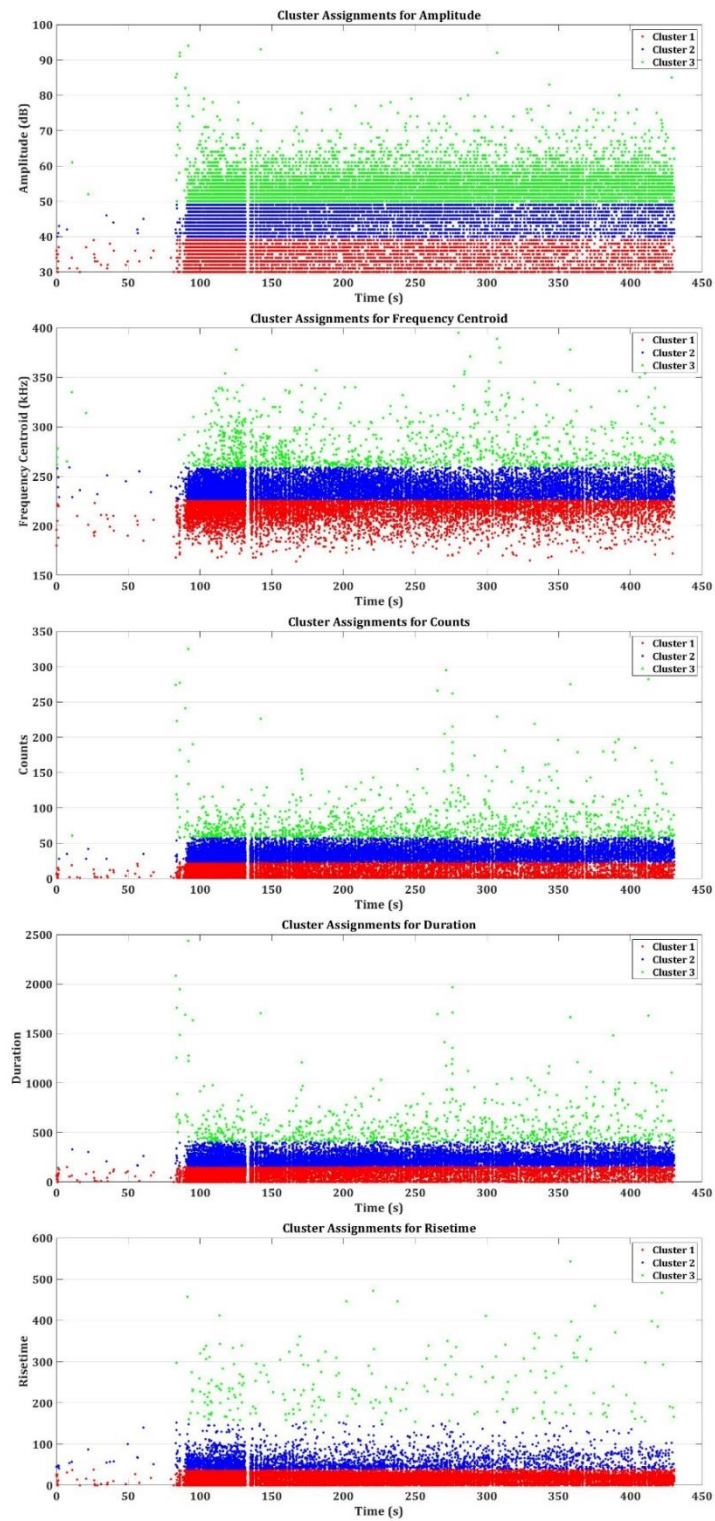 Cluster Assignments for Amplitude
100
90
80
70
60
50
40
30
Amplitude (dB)
Cluster 1
Cluster 2
Cluster 3
0 50 100 150 200 250 300 350 400 450
Time (s)
Cluster Assignments for Frequency Centroid
400
350
300
250
200
150
Frequency Centroid (kHz)
Cluster 1
Cluster 2
Cluster 3
0 50 100 150 200 250 300 350 400 450
Time (s)
Cluster Assignments for Counts
350
300
250
200
150
100
50
0
Counts
Cluster 1
Cluster 2
Cluster 3
0 50 100 150 200 250 300 350 400 450
Time (s)
Cluster Assignments for Duration
2500
2000
1500
1000
500
0
Duration
Cluster 1
Cluster 2
Cluster 3
0 50 100 150 200 250 300 350 400 450
Time (s)
Cluster Assignments for Risetime
600
500
400
300
200
100
0
Risetime
Cluster 1
Cluster 2
Cluster 3
0 50 100 150 200 250 300 350 400 450
Time (s)